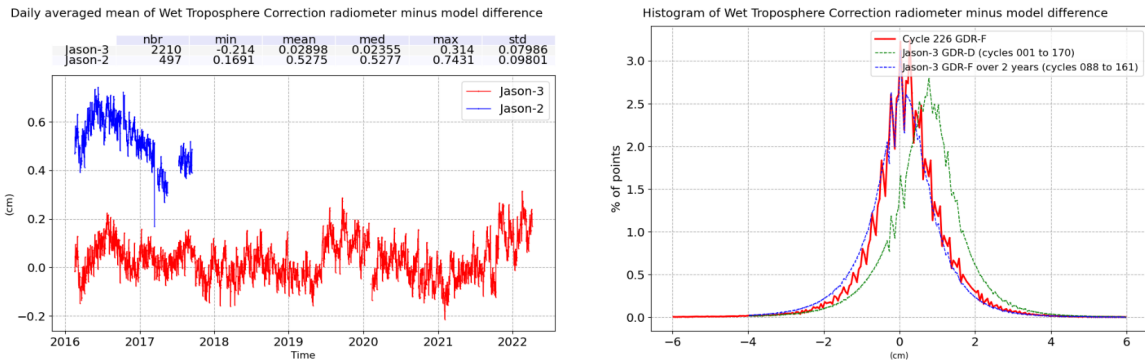 Daily averaged mean of Wet Troposphere Correction radiometer minus model difference
nbr min mean med max std
Jason-3 2210 -0.214 0.02898 0.02355 0.314 0.07986
Jason-2 497 0.1691 0.5275 0.5277 0.7431 0.09801
Jason-3
Jason-2
0.6
0.4
0.2
0.0
−0.2
(cm)
2016 2017 2018 2019 2020 2021 2022
Time
Histogram of Wet Troposphere Correction radiometer minus model difference
Cycle 226 GDR-F
Jason-3 GDR-D (cycles 001 to 170)
Jason-3 GDR-F over 2 years (cycles 088 to 161)
3.0
2.5
2.0
1.5
1.0
0.5
0.0
% of points
−6 −4 −2 0 2 4 6
(cm)